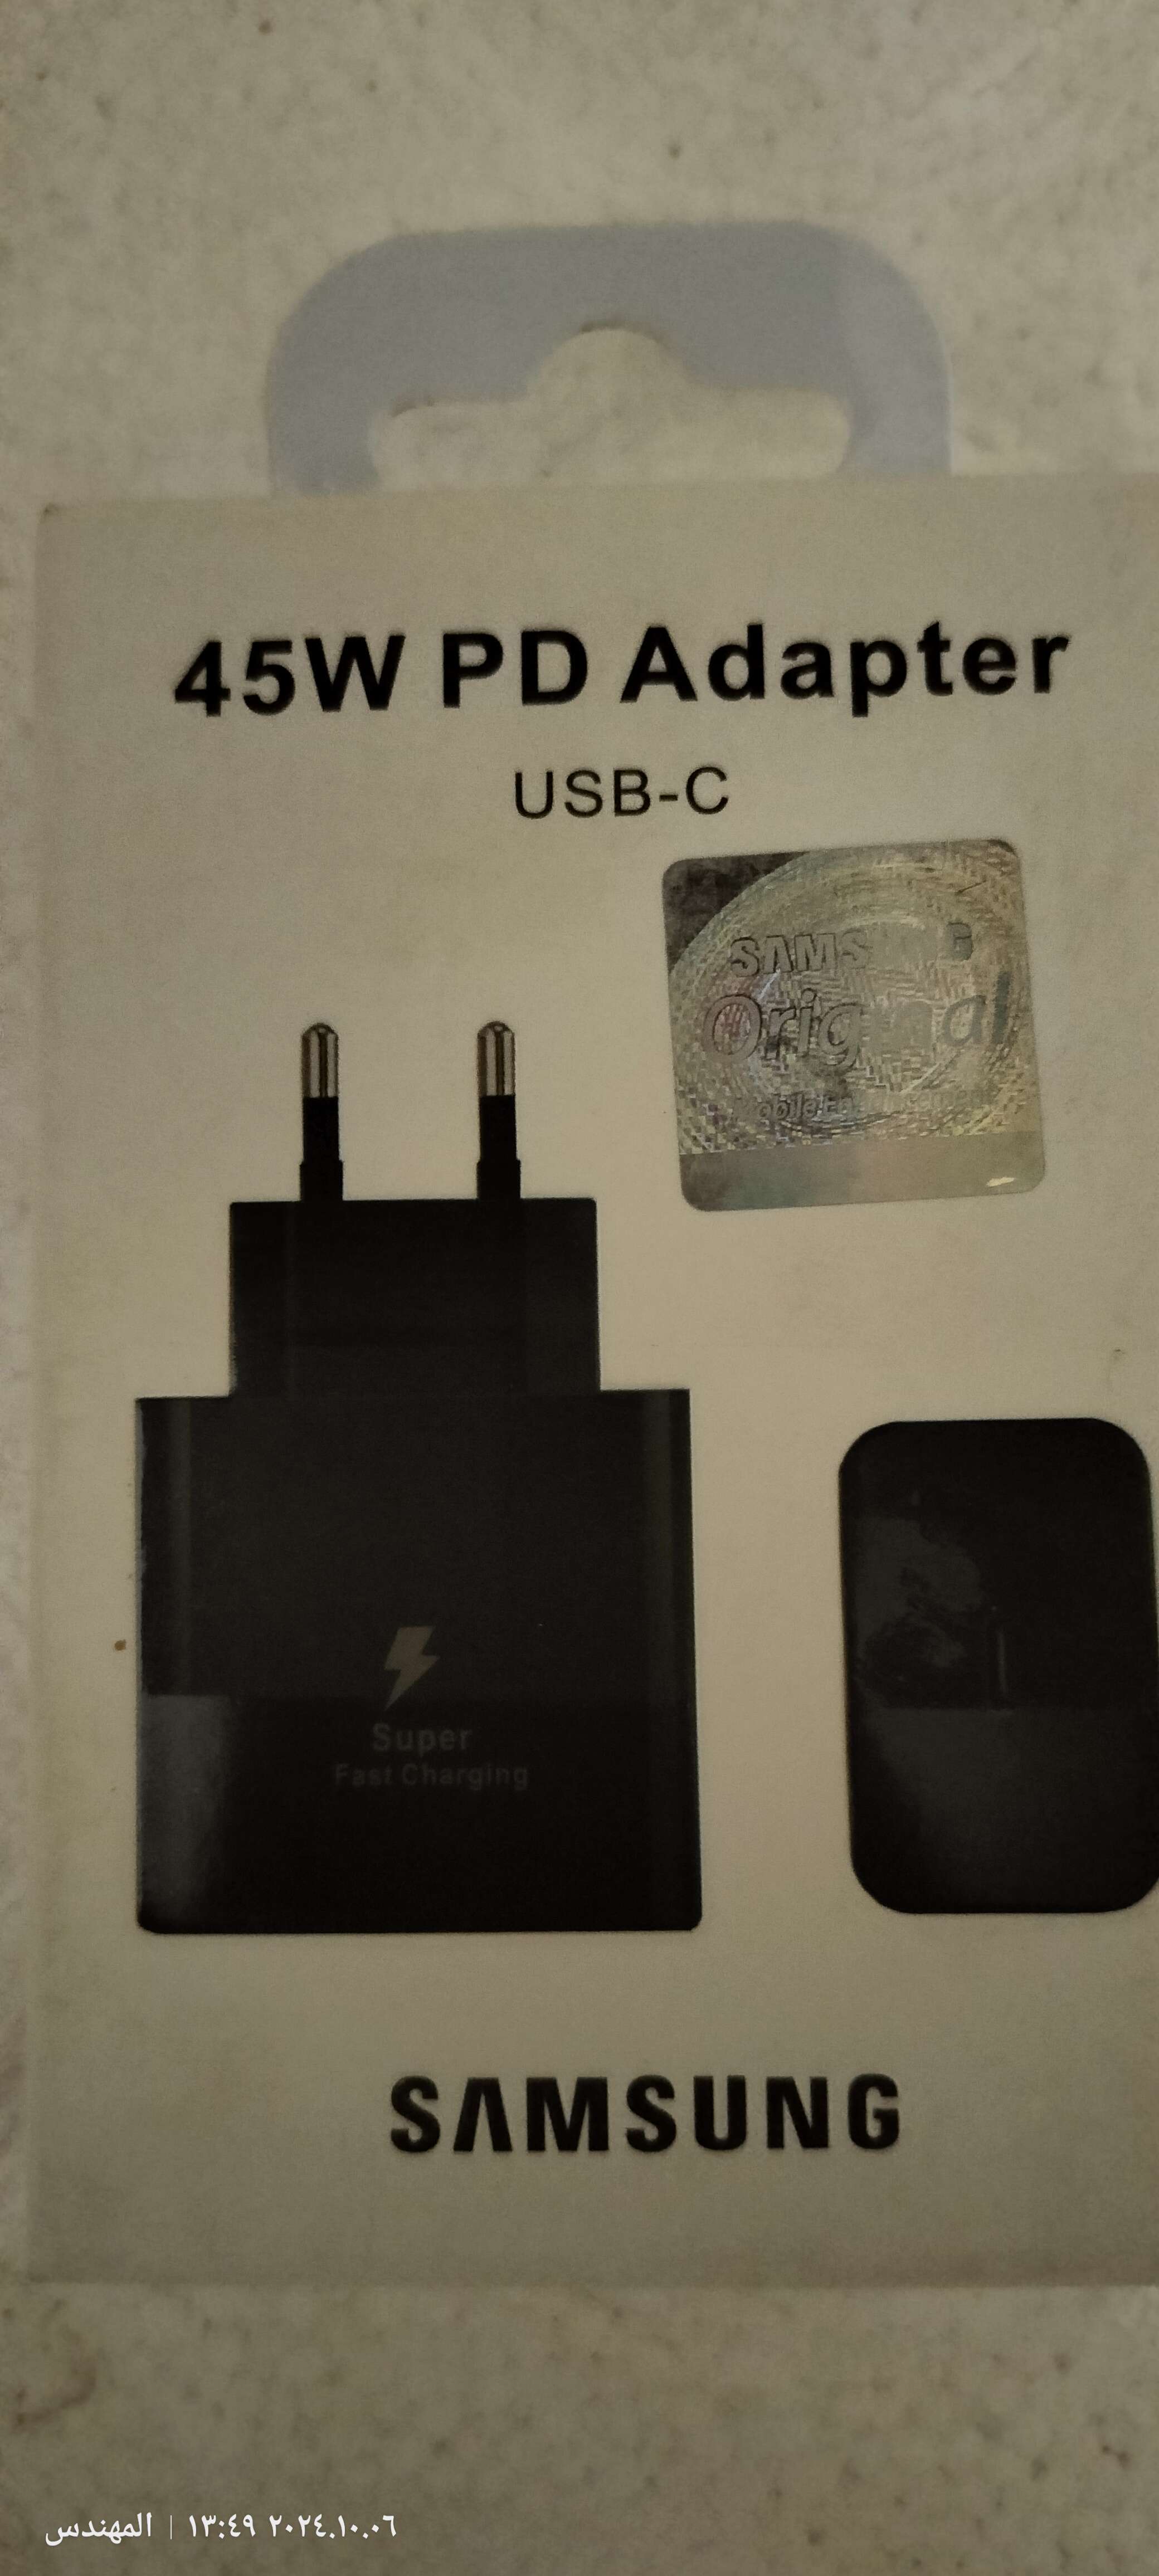 45W PD Adapter
USB-C
SAMSUNG
Original
Super
Fast Charging
SAMSUNG
المهندس | ٢٠٢٤.١٠.٠٦ ١٣:٤٩